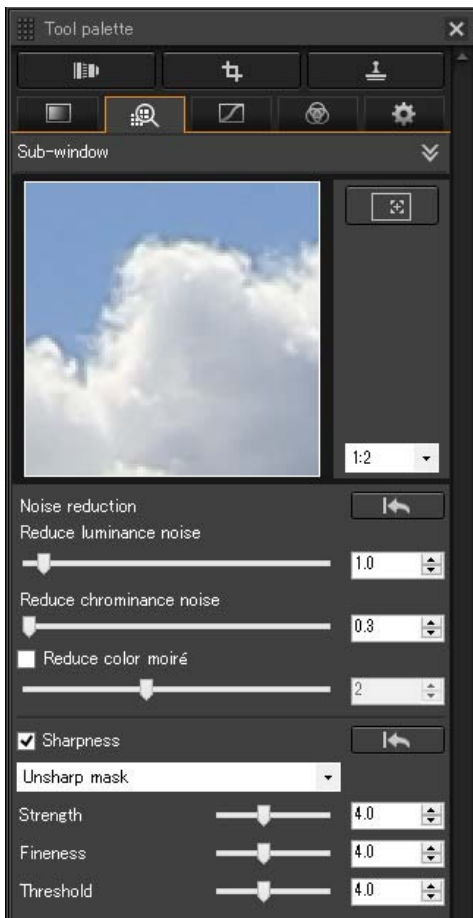 Tool palette
Sub-window
1:2
Noise reduction
Reduce luminance noise
1.0
Reduce chrominance noise
0.3
Reduce color moiré
2
Sharpness
Unsharp mask
Strength 4.0
Fineness 4.0
Threshold 4.0